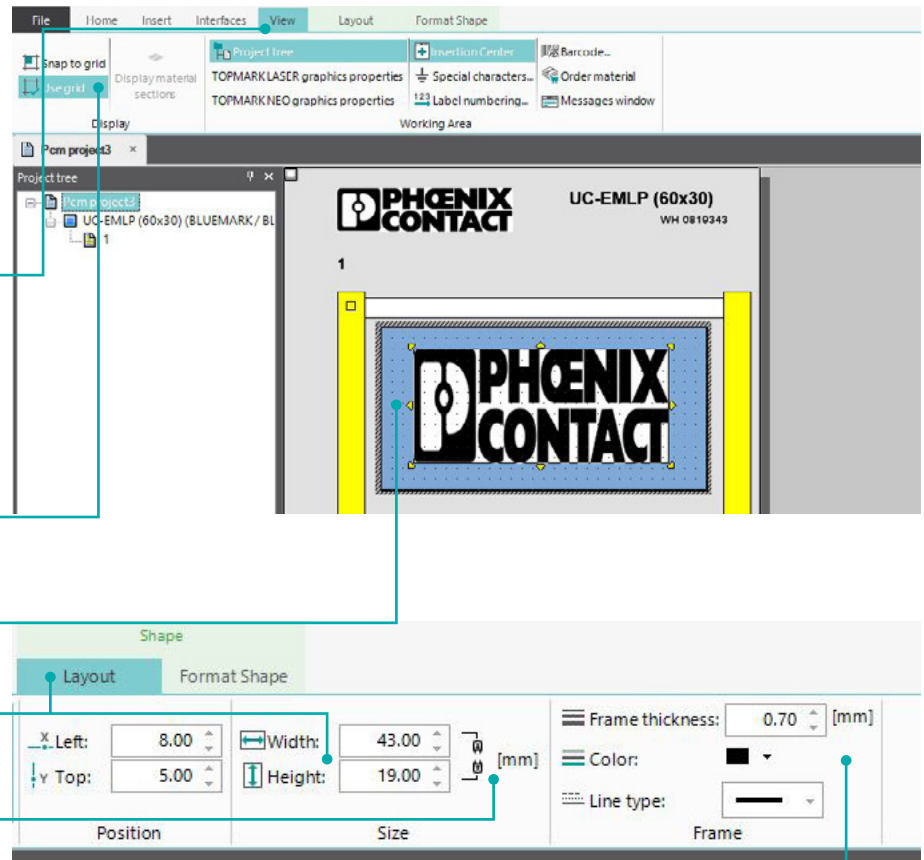 File Home Insert Interfaces View Layout Format Shape
Snap to grid
Use grid
Display material
sections
Display
Project tree
TOPMARK LASER graphics properties
TOPMARK NEO graphics properties
Insertion Center
Special characters...
123 Label numbering...
Barcode...
Order material
Messages window
Working Area
Pcm project3 ×
Project tree
Pcm project3
UC-EMLP (60x30) (BLUEMARK / BL
1
PHŒNIX
CONTACT
UC-EMLP (60x30)
WH 0819343
1
PHŒNIX
CONTACT
Shape
Layout Format Shape
X Left: 8.00
Y Top: 5.00
Position
Width: 43.00
Height: 19.00
[mm]
Size
Frame thickness: 0.70 [mm]
Color:
Line type:
Frame